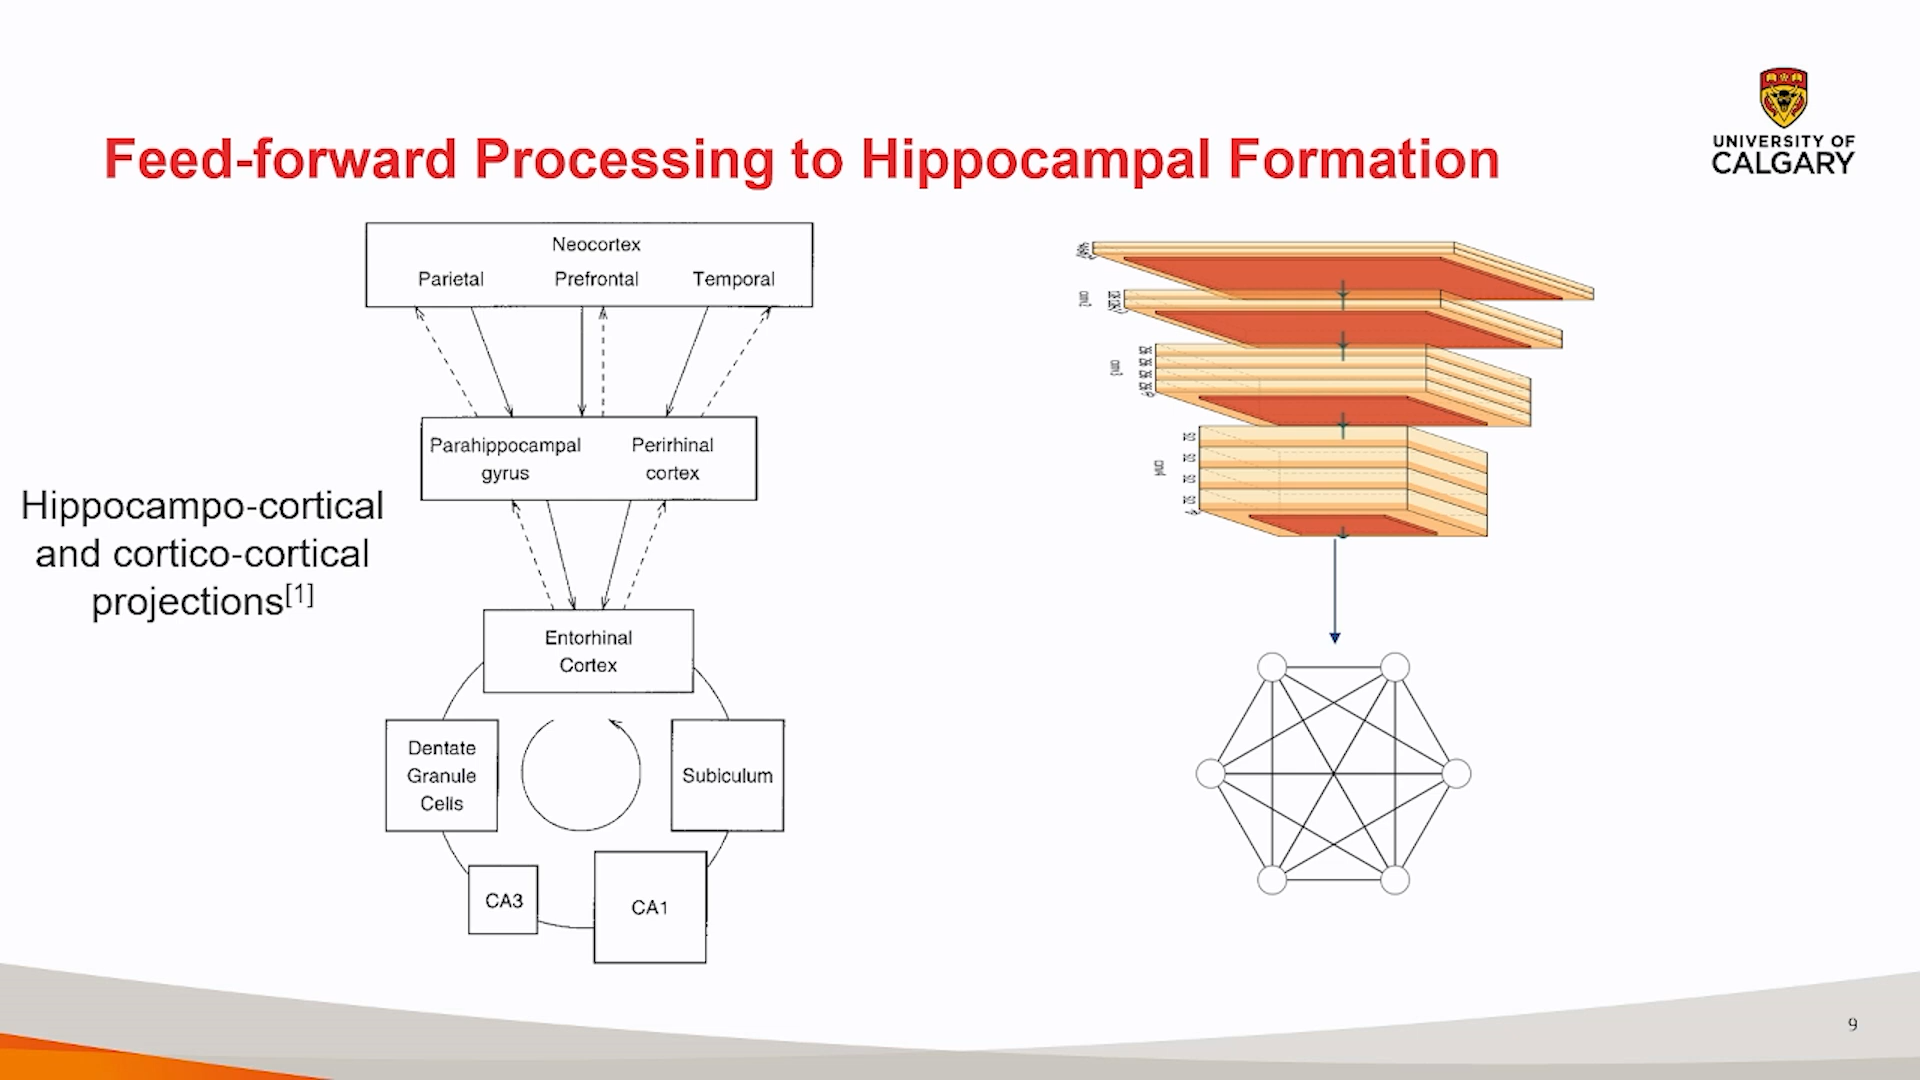 UNIVERSITY OF
CALGARY
Feed-forward Processing to Hippocampal Formation
Neocortex
Parietal Prefrontal Temporal
Parahippocampal
gyrus
Perirhinal
cortex
Hippocampo-cortical
and cortico-cortical
projections[1]
Entorhinal
Cortex
Dentate
Granule
Cells
Subiculum
CA3
CA1
9